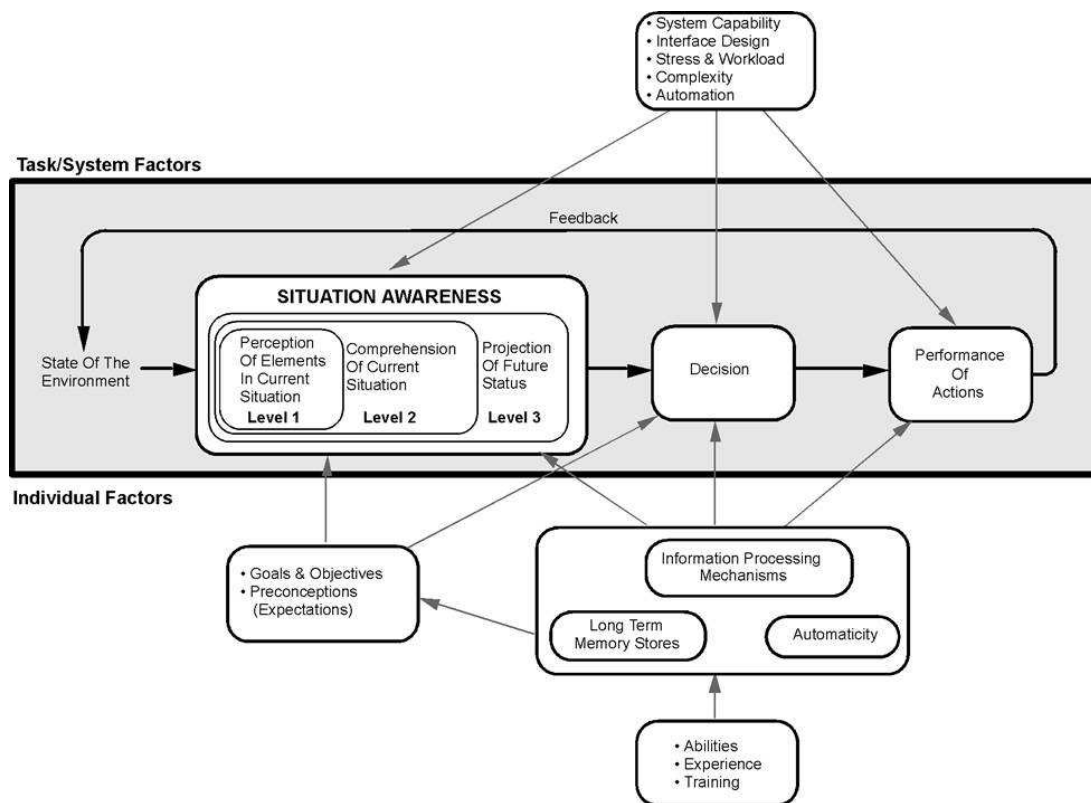 • System Capability
• Interface Design
• Stress & Workload
• Complexity
• Automation
Task/System Factors
Feedback
SITUATION AWARENESS
State Of The
Environment
Perception
Of Elements
In Current
Situation
Level 1
Comprehension
Of Current
Situation
Level 2
Projection
Of Future
Status
Level 3
Decision
Performance
Of
Actions
Individual Factors
• Goals & Objectives
• Preconceptions
(Expectations)
Information Processing
Mechanisms
Long Term
Memory Stores
Automaticity
• Abilities
• Experience
• Training